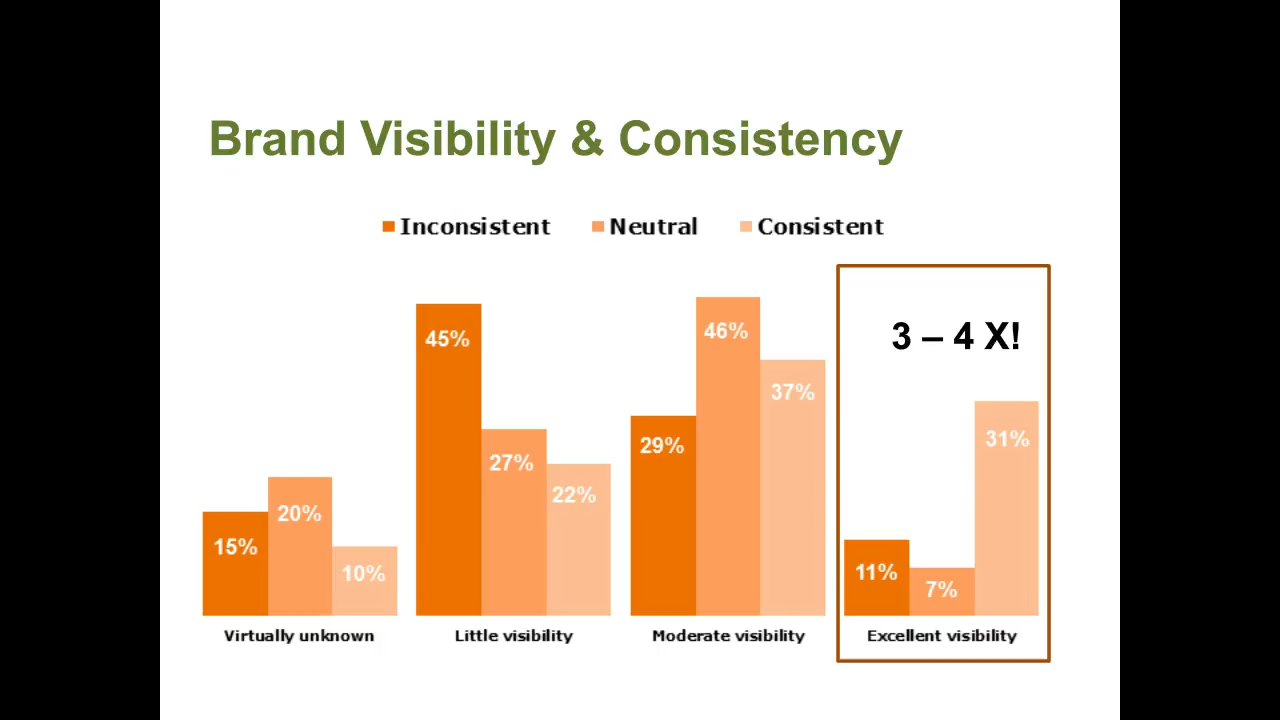 Brand Visibility & Consistency
Inconsistent Neutral Consistent
3 – 4 X!
45% 46%
37%
29% 31%
27%
22%
20%
15%
10% 11%
7%
Virtually unknown Little visibility Moderate visibility Excellent visibility